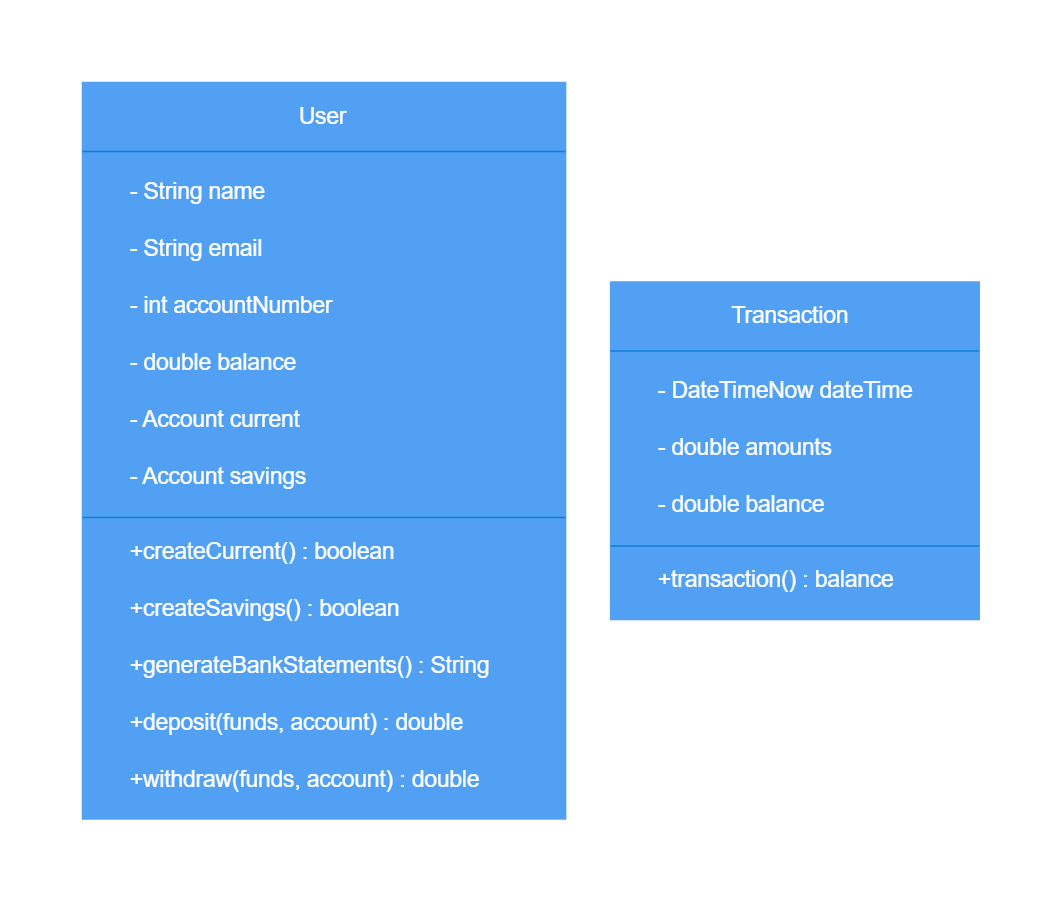 User
- String name
- String email
- int accountNumber
- double balance
- Account current
- Account savings
+createCurrent() : boolean
+createSavings() : boolean
+generateBankStatements() : String
+deposit(funds, account) : double
+withdraw(funds, account) : double
Transaction
- DateTimeNow dateTime
- double amounts
- double balance
+transaction() : balance